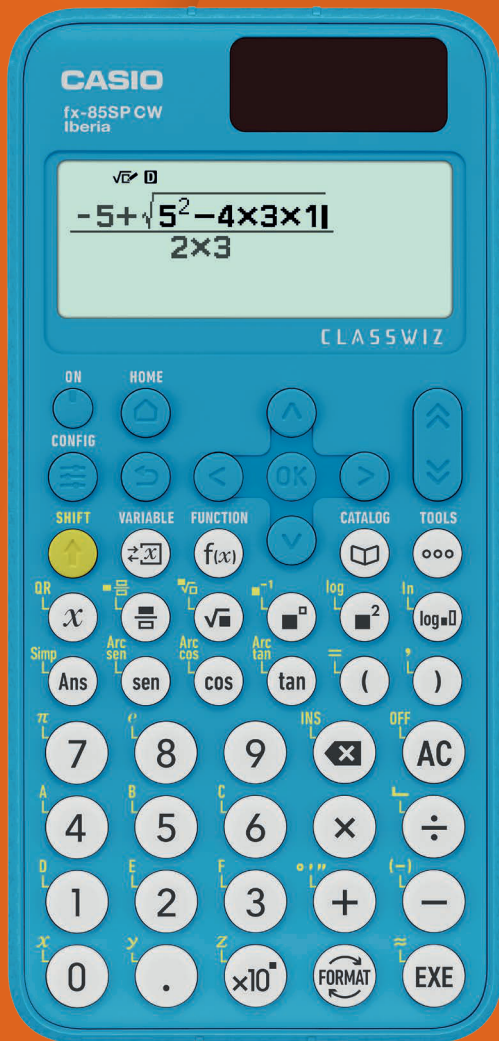 CASIO
fx-85SP CW
Iberia
√□/ D
-5+√5²-4×3×1
2×3
CLASSWIZ
ON HOME
CONFIG
OK
SHIFT VARIABLE FUNCTION CATALOG TOOLS
x f(x)
QR log ln
x √■ ■² log■□
Simp Arc sen Arc cos Arc tan = ,
Ans sen cos tan ( )
π e INS OFF
7 8 9 AC
A B C
4 5 6 × ÷
D E F ° ′ ″ (−)
1 2 3 + −
x y z ≈
0 . ×10■ FORMAT EXE